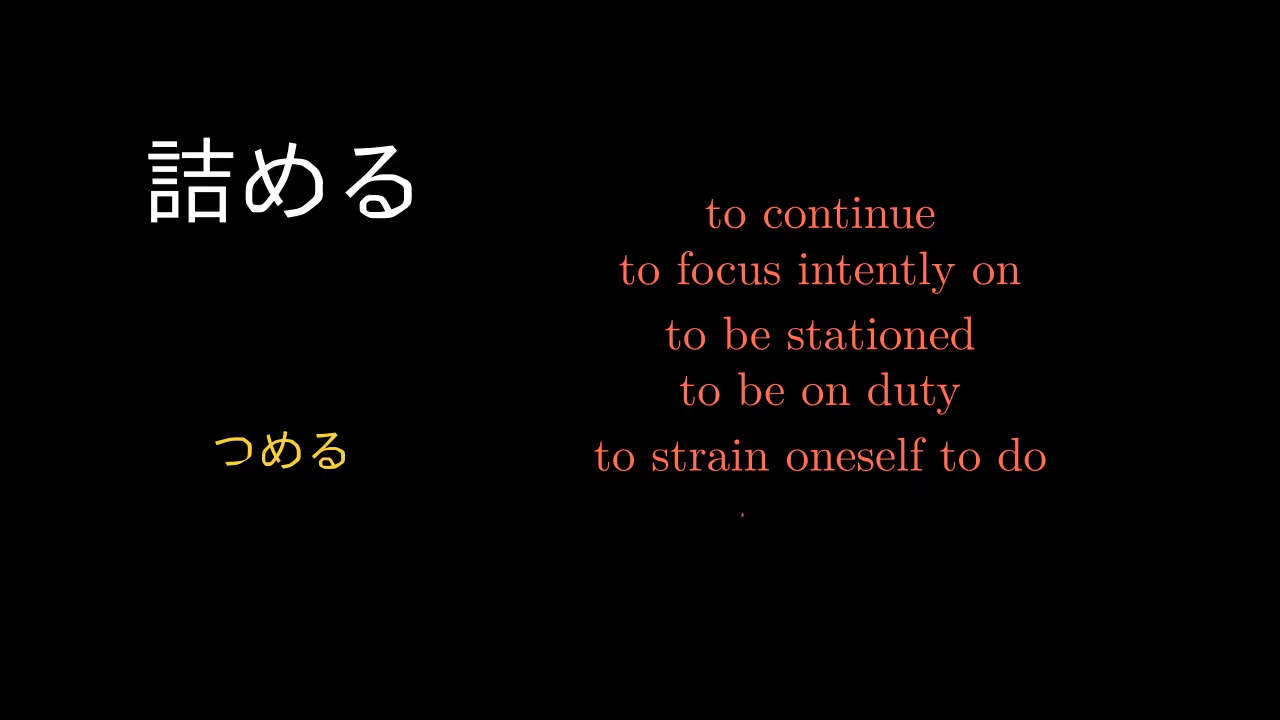 詰める
つめる
to continue
to focus intently on
to be stationed
to be on duty
to strain oneself to do